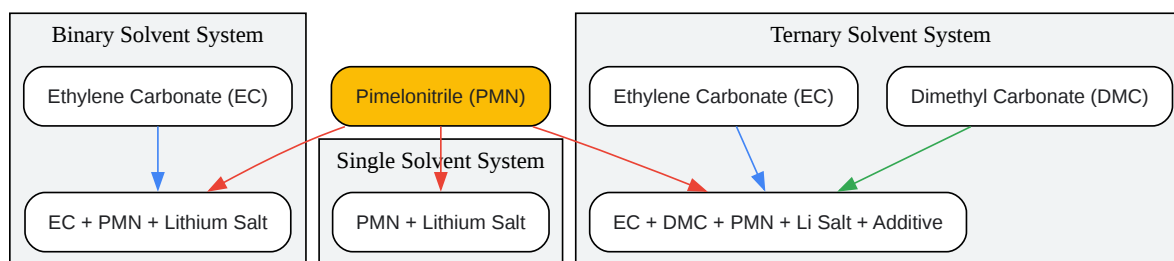 Binary Solvent System
Ternary Solvent System
Ethylene Carbonate (EC)
Pimelonitrile (PMN)
Ethylene Carbonate (EC)
Dimethyl Carbonate (DMC)
Single Solvent System
EC + PMN + Lithium Salt
PMN + Lithium Salt
EC + DMC + PMN + Li Salt + Additive